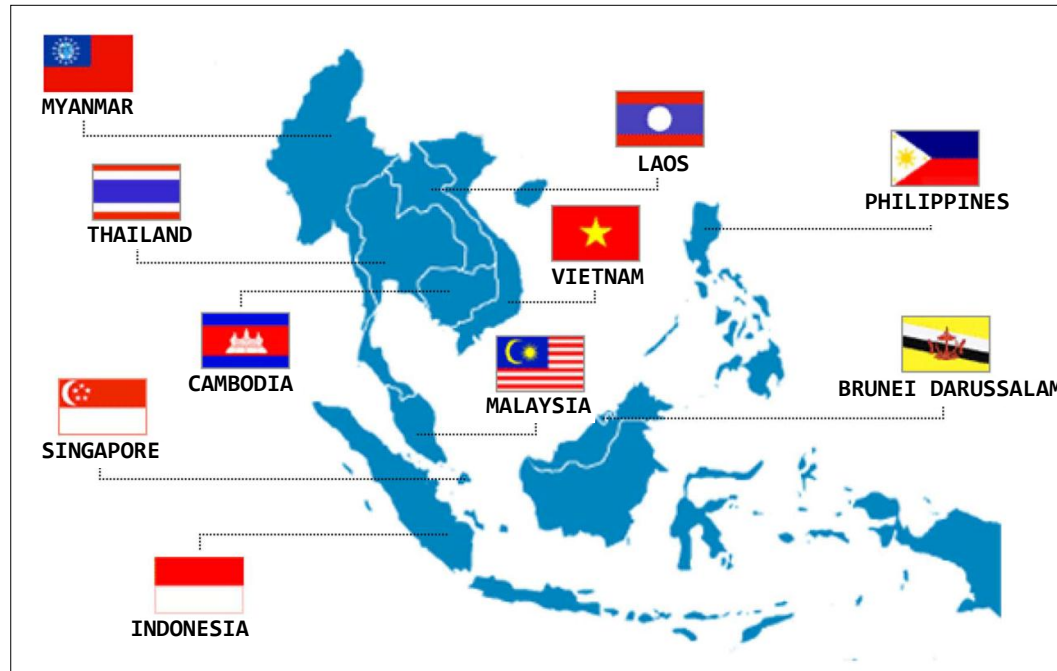 MYANMAR
LAOS
PHILIPPINES
THAILAND
VIETNAM
CAMBODIA
MALAYSIA
BRUNEI DARUSSALAM
SINGAPORE
INDONESIA